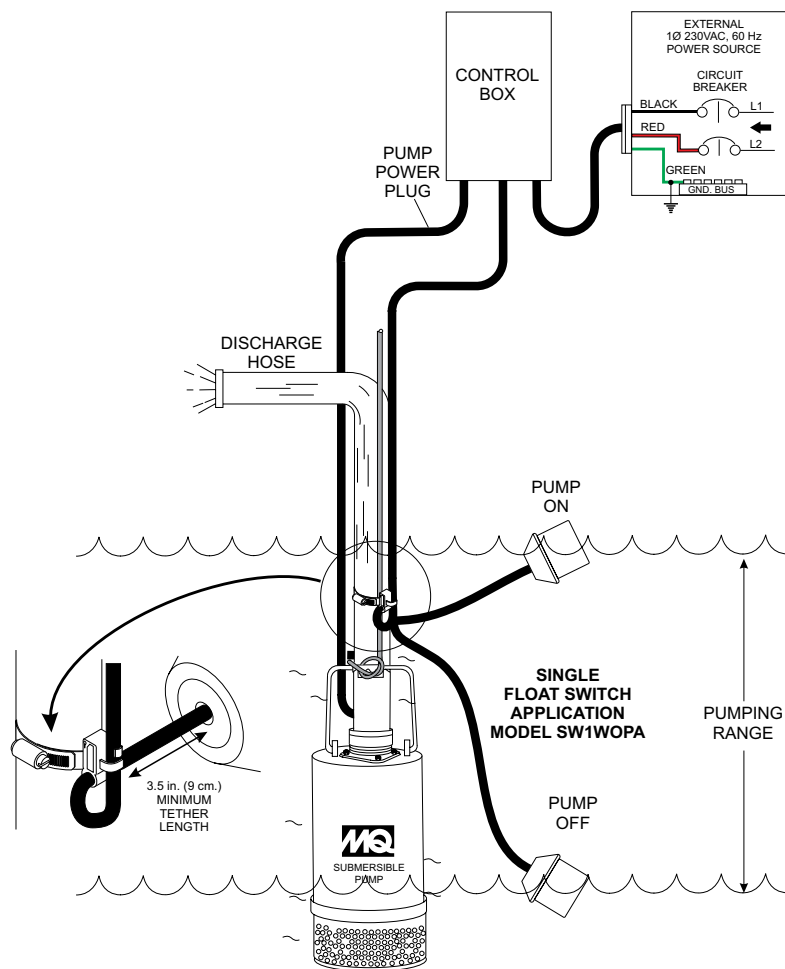 EXTERNAL
1Ø 230VAC, 60 Hz
POWER SOURCE
CIRCUIT
BREAKER
BLACK
L1
RED
L2
GREEN
GND. BUS
CONTROL
BOX
PUMP
POWER
PLUG
DISCHARGE
HOSE
PUMP
ON
SINGLE
FLOAT SWITCH
APPLICATION
MODEL SW1WOPA
PUMPING
RANGE
3.5 in. (9 cm.)
MINIMUM
TETHER
LENGTH
PUMP
OFF
MQ
SUBMERSIBLE
PUMP